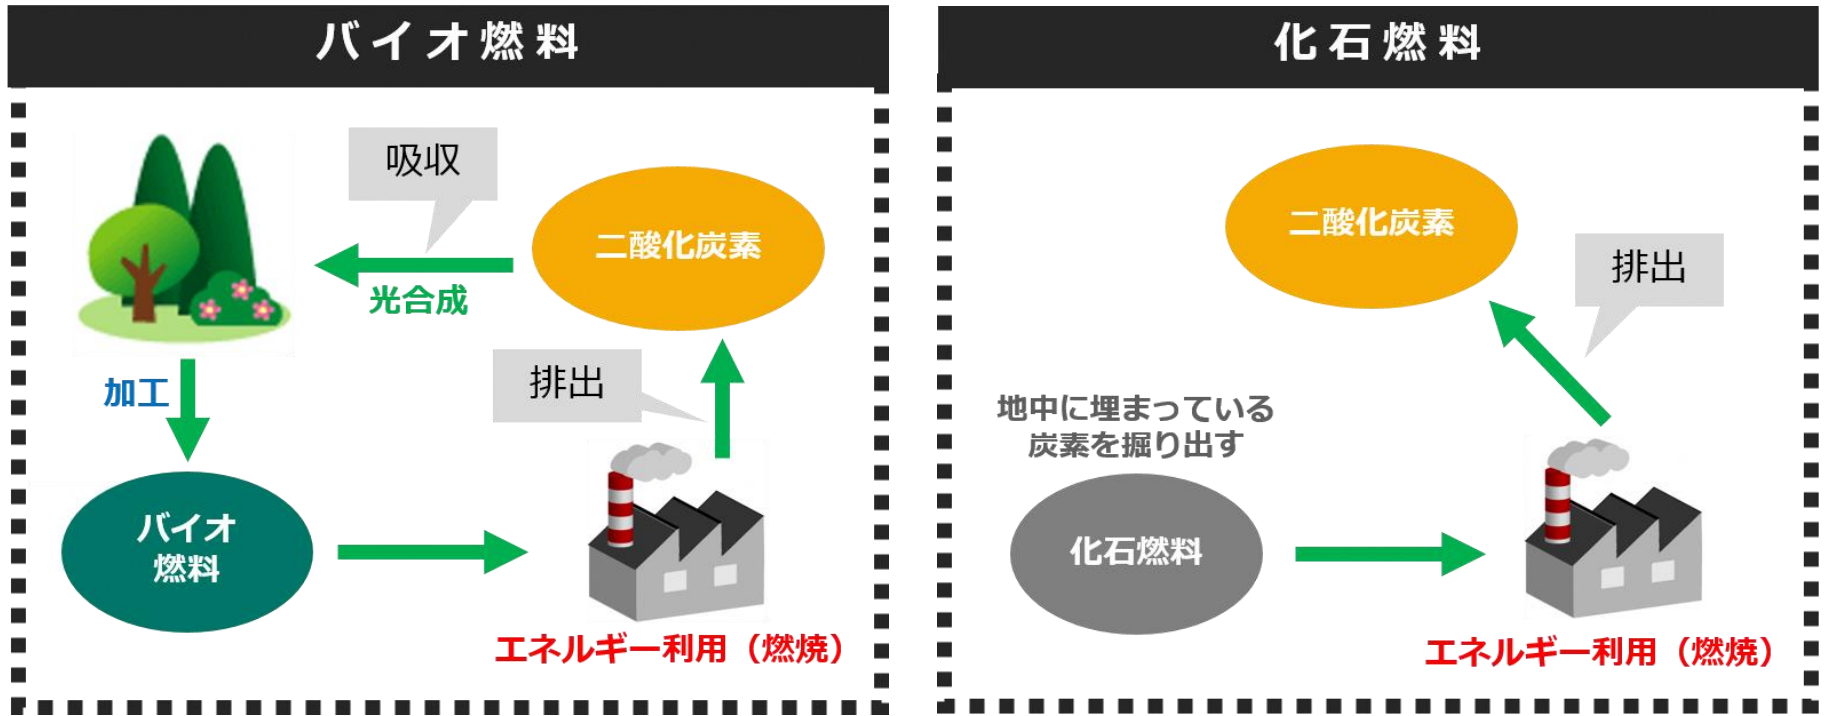 バイオ燃料
吸収
二酸化炭素
光合成
排出
加工
バイオ
燃料
エネルギー利用（燃焼）
化石燃料
二酸化炭素
排出
地中に埋まっている
炭素を掘り出す
化石燃料
エネルギー利用（燃焼）